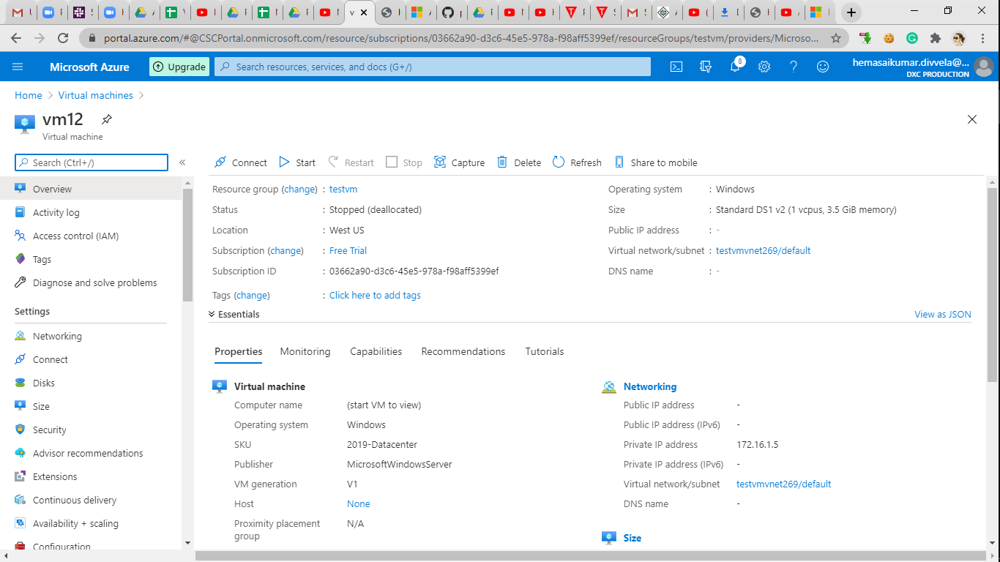 portal.azure.com/#@CSCPortal.onmicrosoft.com/resource/subscriptions/03662a90-d3c6-45e5-978a-f98aff5399ef/resourceGroups/testvm/providers/Microso...
Microsoft Azure Upgrade Search resources, services, and docs (G+/) 8 hemasaikumar.divvela@...
DXC PRODUCTION
Home > Virtual machines >
vm12
Virtual machine
Search (Ctrl+/) «
Overview
Activity log
Access control (IAM)
Tags
Diagnose and solve problems
Settings
Networking
Connect
Disks
Size
Security
Advisor recommendations
Extensions
Continuous delivery
Availability + scaling
Configuration
Connect Start Restart Stop Capture Delete Refresh Share to mobile
Resource group (change) : testvm
Status : Stopped (deallocated)
Location : West US
Subscription (change) : Free Trial
Subscription ID : 03662a90-d3c6-45e5-978a-f98aff5399ef
Tags (change) : Click here to add tags
Operating system : Windows
Size : Standard DS1 v2 (1 vcpus, 3.5 GiB memory)
Public IP address : -
Virtual network/subnet : testvmvnet269/default
DNS name : -
Essentials View as JSON
Properties Monitoring Capabilities Recommendations Tutorials
Virtual machine
Computer name (start VM to view)
Operating system Windows
SKU 2019-Datacenter
Publisher MicrosoftWindowsServer
VM generation V1
Host None
Proximity placement N/A
group
Networking
Public IP address -
Public IP address (IPv6) -
Private IP address 172.16.1.5
Private IP address (IPv6) -
Virtual network/subnet testvmvnet269/default
DNS name -
Size